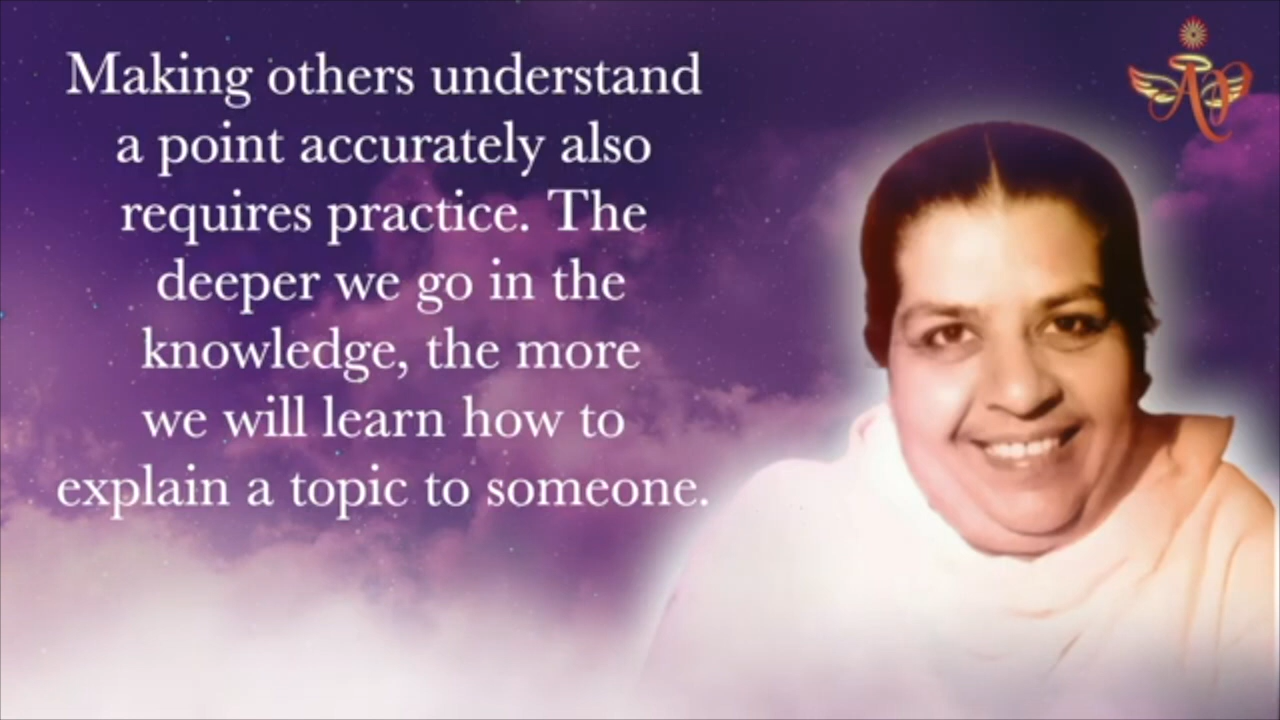 Making others understand
a point accurately also
requires practice. The
deeper we go in the
knowledge, the more
we will learn how to
explain a topic to someone.
AP